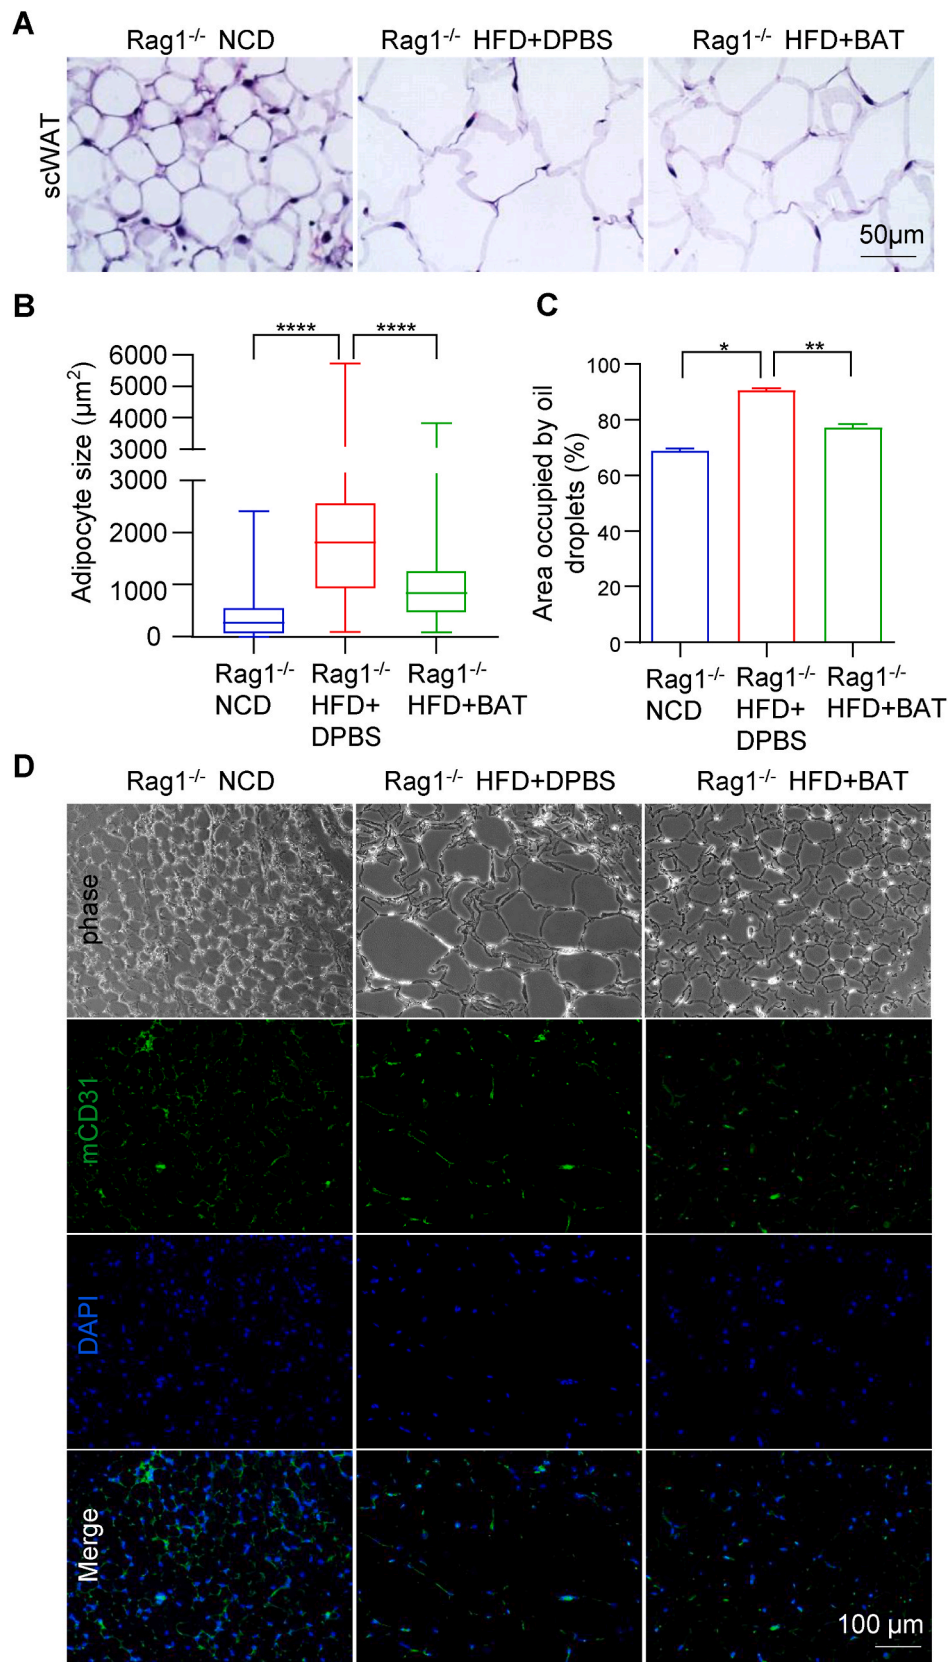 A
Rag1-/- NCD
Rag1-/- HFD+DPBS
Rag1-/- HFD+BAT
scWAT
50µm
B
Adipocyte size (µm2)
6000
5000
4000
3000
3000
2000
1000
0
****
****
Rag1-/-
NCD
Rag1-/-
HFD+
DPBS
Rag1-/-
HFD+BAT
C
Area occupied by oil
droplets (%)
100
80
60
40
20
0
*
**
Rag1-/-
NCD
Rag1-/-
HFD+
DPBS
Rag1-/-
HFD+BAT
D
Rag1-/- NCD
Rag1-/- HFD+DPBS
Rag1-/- HFD+BAT
phase
mCD31
DAPI
Merge
100 µm